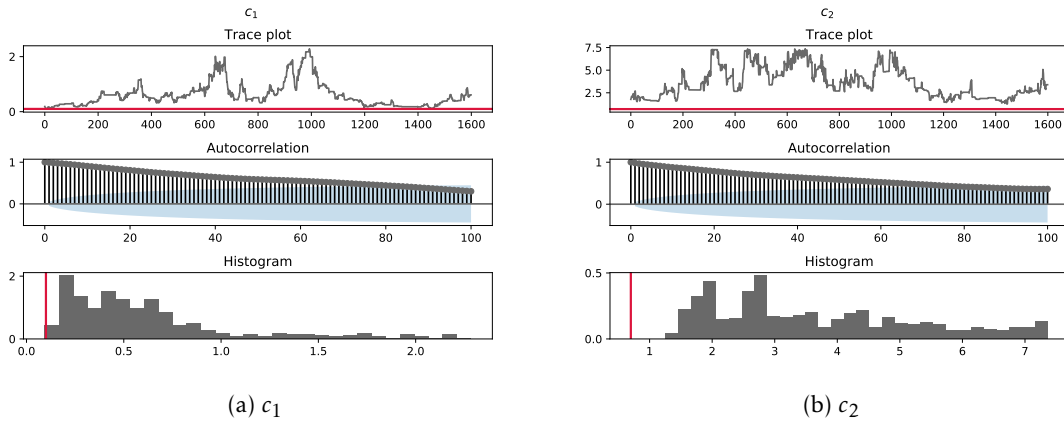 c1
Trace plot
2
0
0 200 400 600 800 1000 1200 1400 1600
Autocorrelation
1
0
0 20 40 60 80 100
Histogram
2
0
0.0 0.5 1.0 1.5 2.0
(a) c1
c2
Trace plot
7.5
5.0
2.5
0 200 400 600 800 1000 1200 1400 1600
Autocorrelation
1
0
0 20 40 60 80 100
Histogram
0.5
0.0
1 2 3 4 5 6 7
(b) c2